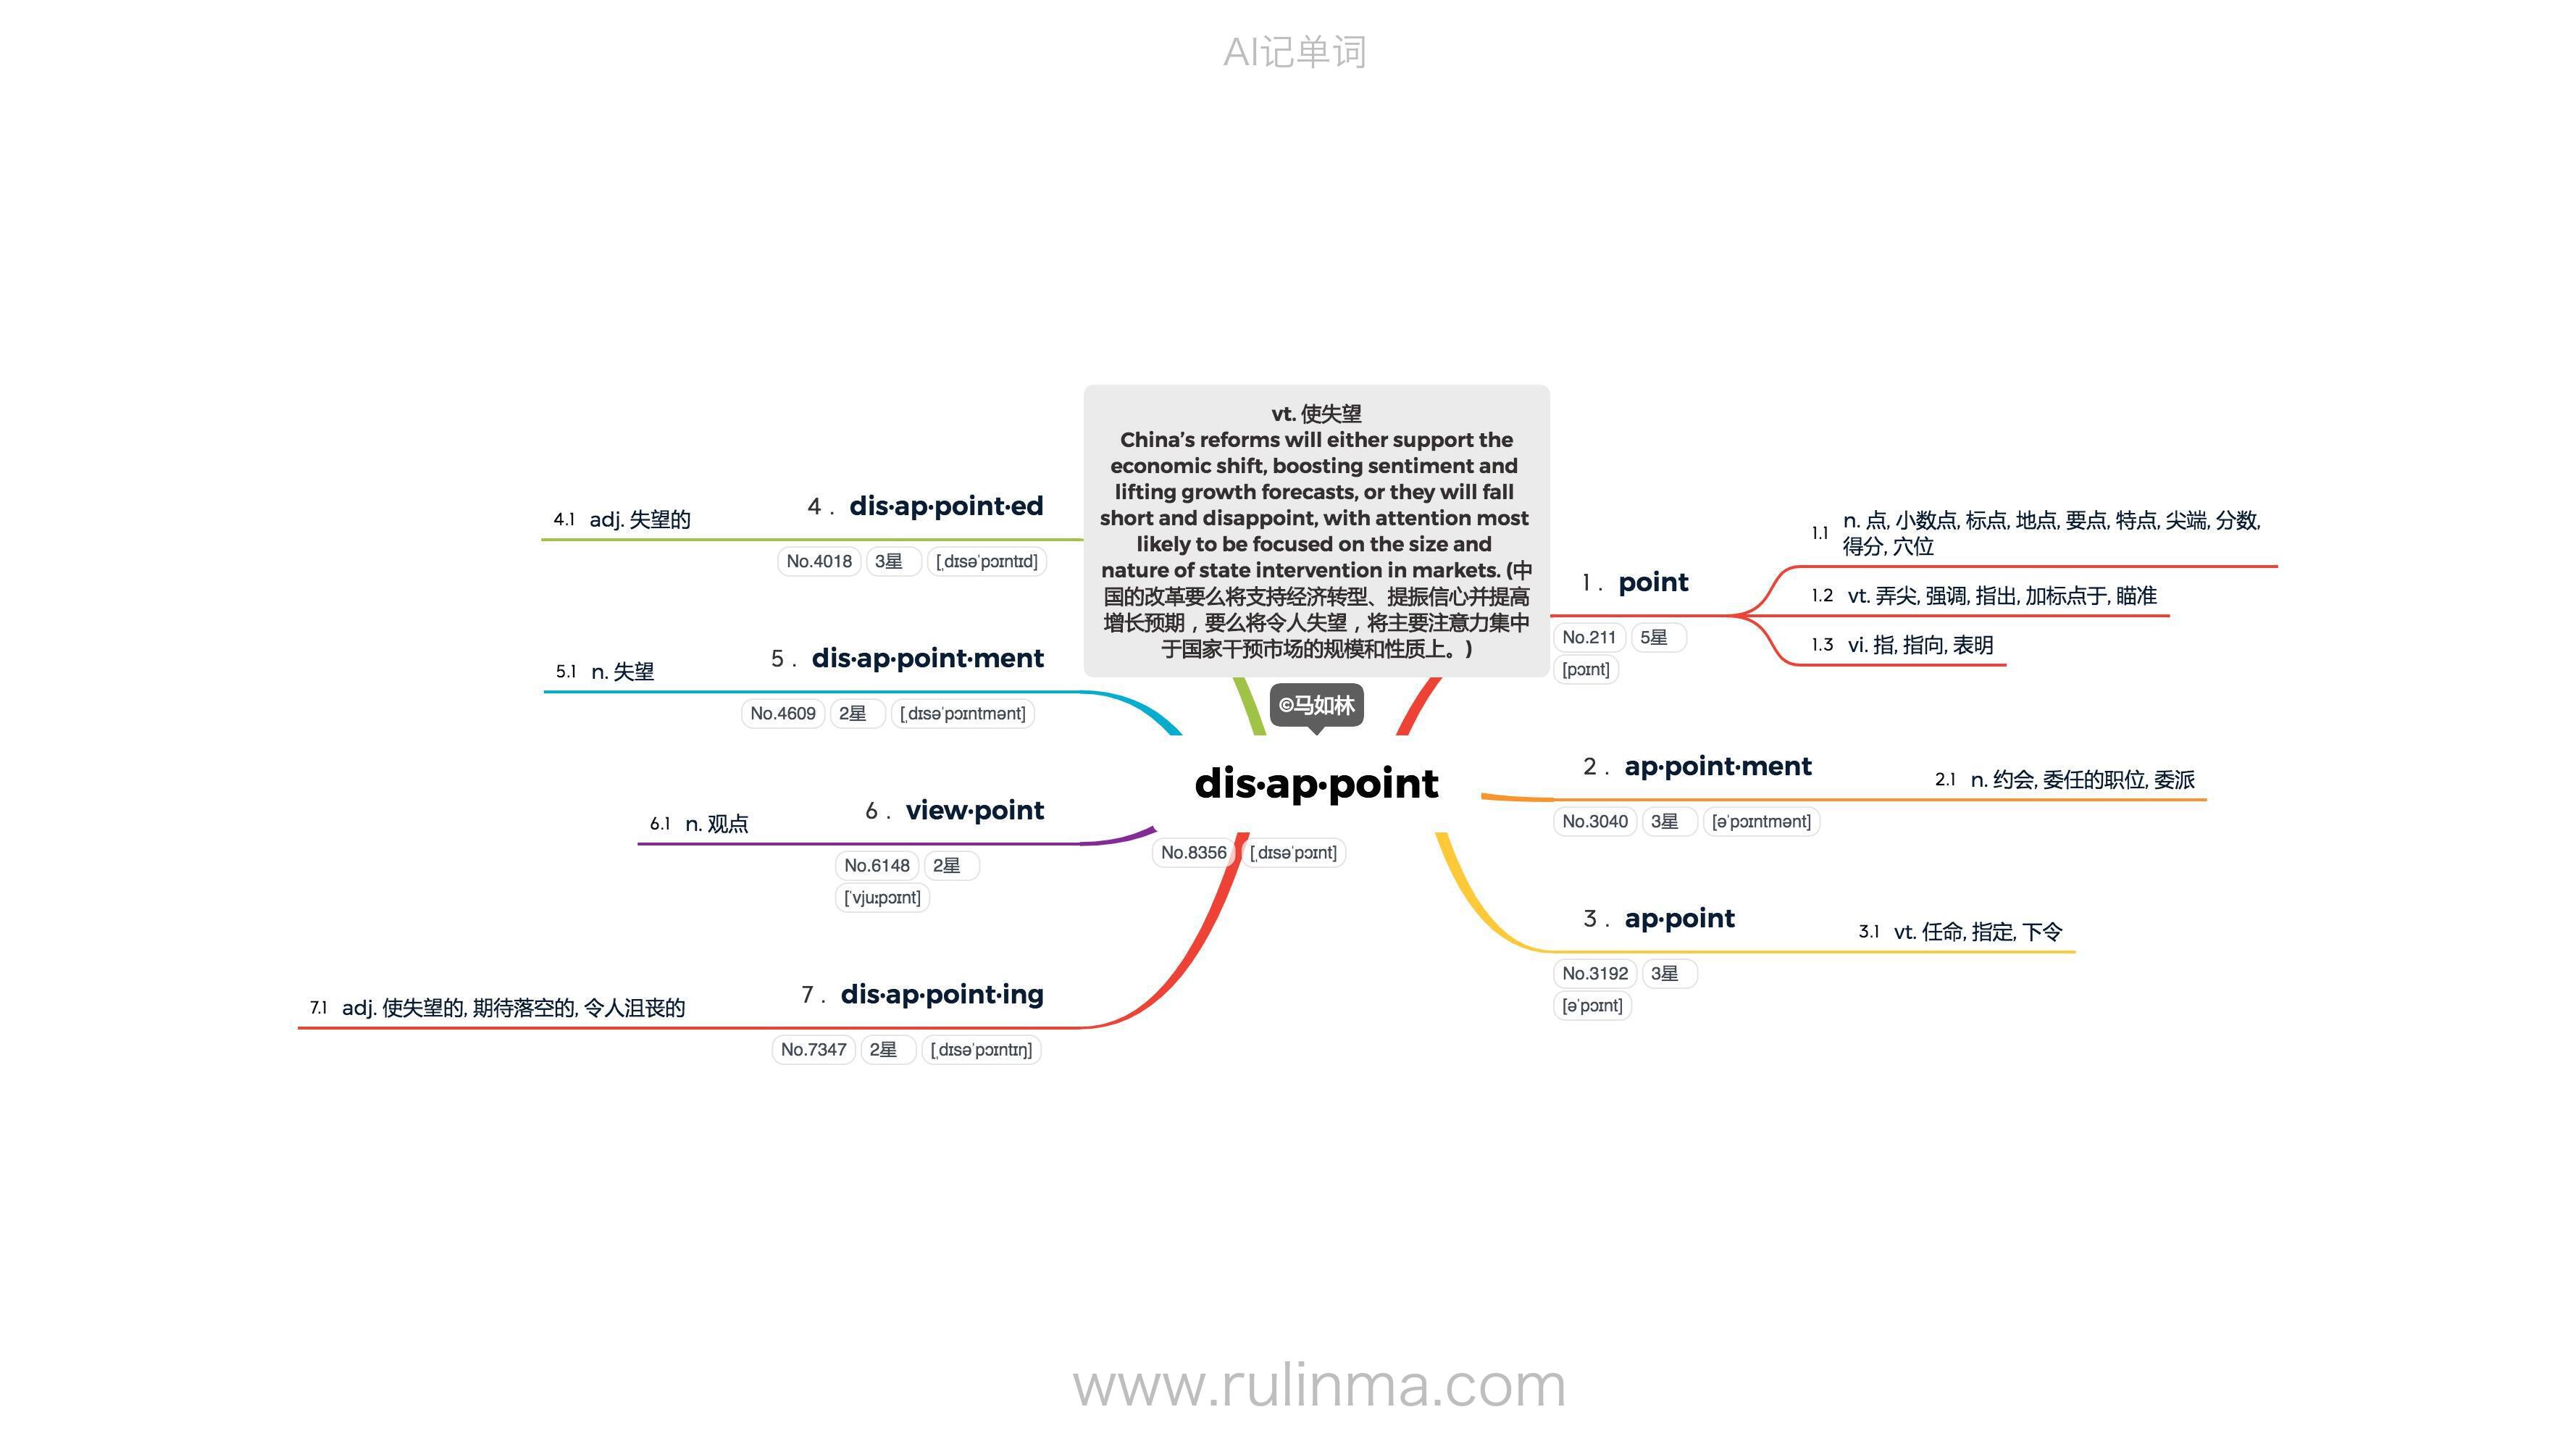 AI记单词
vt. 使失望
China’s reforms will either support the
economic shift, boosting sentiment and
lifting growth forecasts, or they will fall
short and disappoint, with attention most
likely to be focused on the size and
nature of state intervention in markets. (中
国的改革要么将支持经济转型、提振信心并提高
增长预期，要么将令人失望，将主要注意力集中
于国家干预市场的规模和性质上。)
©马如林
dis·ap·point
No.8356 [ˌdɪsəˈpɔɪnt]
1. point
No.211 5星
[pɔɪnt]
1.1 n. 点, 小数点, 标点, 地点, 要点, 特点, 尖端, 分数,
得分, 穴位
1.2 vt. 弄尖, 强调, 指出, 加标点于, 瞄准
1.3 vi. 指, 指向, 表明
2. ap·point·ment
No.3040 3星 [əˈpɔɪntmənt]
2.1 n. 约会, 委任的职位, 委派
3. ap·point
No.3192 3星
[əˈpɔɪnt]
3.1 vt. 任命, 指定, 下令
4. dis·ap·point·ed
No.4018 3星 [ˌdɪsəˈpɔɪntɪd]
4.1 adj. 失望的
5. dis·ap·point·ment
No.4609 2星 [ˌdɪsəˈpɔɪntmənt]
5.1 n. 失望
6. view·point
No.6148 2星
[ˈvjuːpɔɪnt]
6.1 n. 观点
7. dis·ap·point·ing
No.7347 2星 [ˌdɪsəˈpɔɪntɪŋ]
7.1 adj. 使失望的, 期待落空的, 令人沮丧的
www.rulinma.com